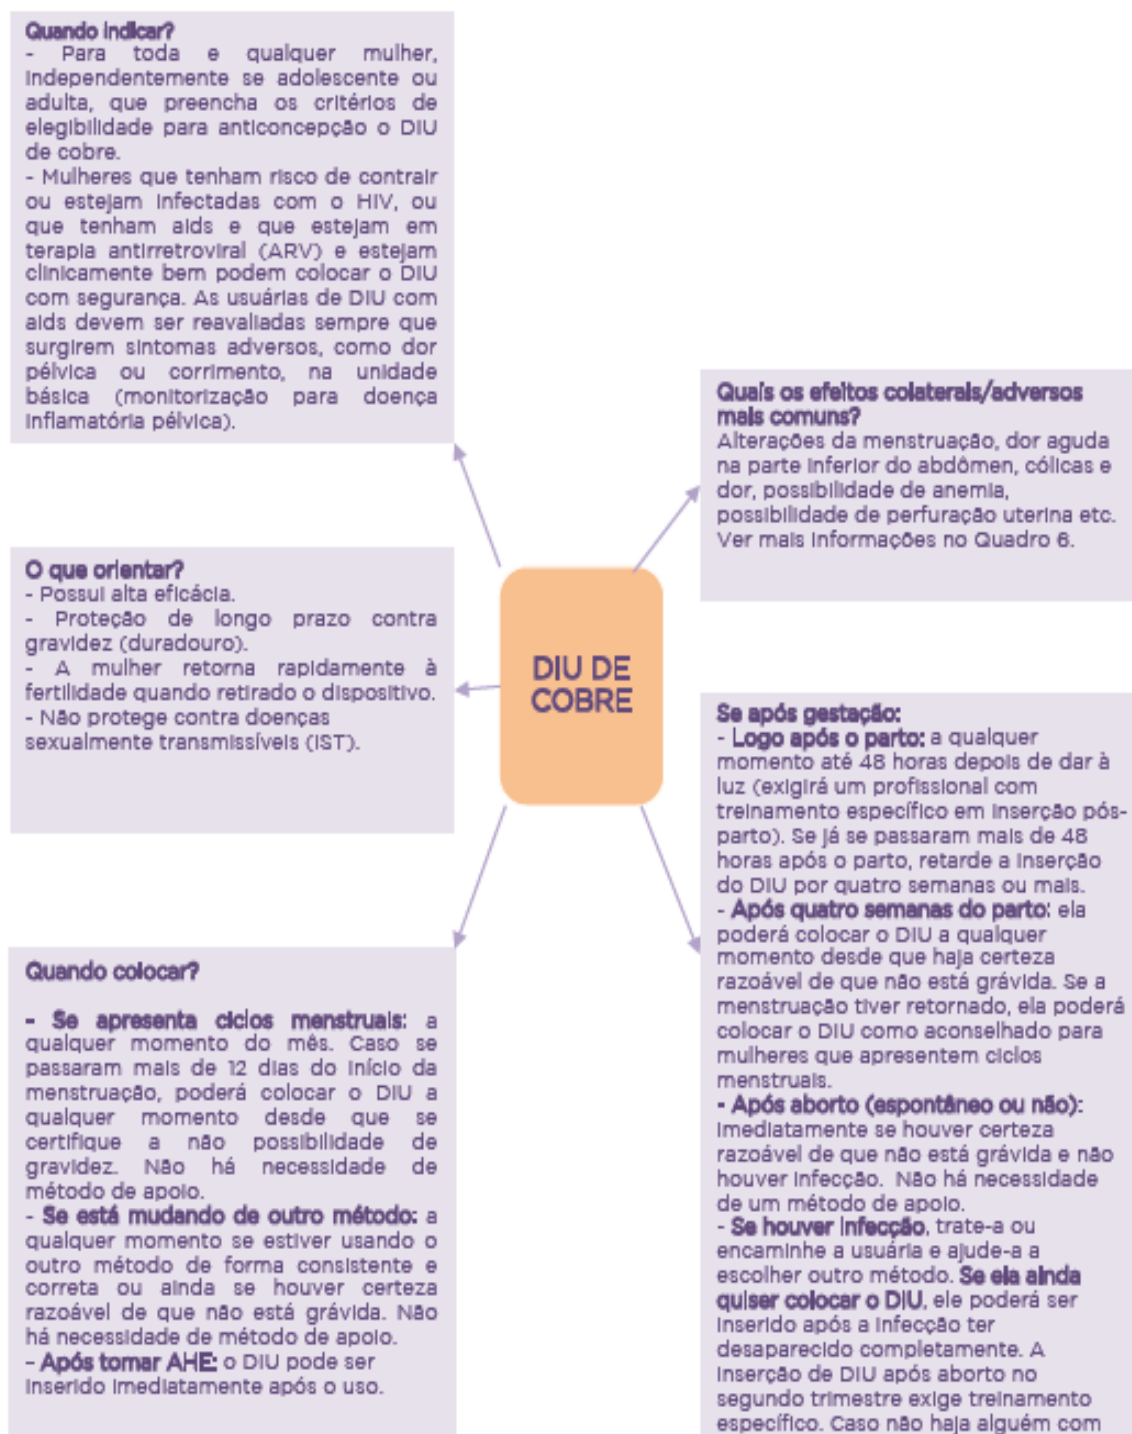 Quando indicar?
- Para toda e qualquer mulher,
independentemente se adolescente ou
adulta, que preencha os critérios de
elegibilidade para anticoncepção o DIU
de cobre.
- Mulheres que tenham risco de contrair
ou estejam infectadas com o HIV, ou
que tenham aids e que estejam em
terapia antirretroviral (ARV) e estejam
clinicamente bem podem colocar o DIU
com segurança. As usuárias de DIU com
aids devem ser reavaliadas sempre que
surgirem sintomas adversos, como dor
pélvica ou corrimento, na unidade
básica (monitorização para doença
inflamatória pélvica).
Quais os efeitos colaterais/adversos
mais comuns?
Alterações da menstruação, dor aguda
na parte inferior do abdômen, cólicas e
dor, possibilidade de anemia,
possibilidade de perfuração uterina etc.
Ver mais informações no Quadro 6.
O que orientar?
- Possui alta eficácia.
- Proteção de longo prazo contra
gravidez (duradouro).
- A mulher retorna rapidamente à
fertilidade quando retirado o dispositivo.
- Não protege contra doenças
sexualmente transmissíveis (IST).
DIU DE
COBRE
Se após gestação:
- Logo após o parto: a qualquer
momento até 48 horas depois de dar à
luz (exigirá um profissional com
treinamento específico em inserção pós-
parto). Se já se passaram mais de 48
horas após o parto, retarde a inserção
do DIU por quatro semanas ou mais.
- Após quatro semanas do parto: ela
poderá colocar o DIU a qualquer
momento desde que haja certeza
razoável de que não está grávida. Se a
menstruação tiver retornado, ela poderá
colocar o DIU como aconselhado para
mulheres que apresentem ciclos
menstruais.
- Após aborto (espontâneo ou não):
imediatamente se houver certeza
razoável de que não está grávida e não
houver infecção. Não há necessidade
de um método de apoio.
- Se houver infecção, trate-a ou
encaminhe a usuária e ajude-a a
escolher outro método. Se ela ainda
quiser colocar o DIU, ele poderá ser
inserido após a infecção ter
desaparecido completamente. A
inserção de DIU após aborto no
segundo trimestre exige treinamento
específico. Caso não haja alguém com
Quando colocar?
- Se apresenta ciclos menstruais: a
qualquer momento do mês. Caso se
passaram mais de 12 dias do início da
menstruação, poderá colocar o DIU a
qualquer momento desde que se
certifique a não possibilidade de
gravidez. Não há necessidade de
método de apoio.
- Se está mudando de outro método: a
qualquer momento se estiver usando o
outro método de forma consistente e
correta ou ainda se houver certeza
razoável de que não está grávida. Não
há necessidade de método de apoio.
- Após tomar AHE: o DIU pode ser
inserido imediatamente após o uso.